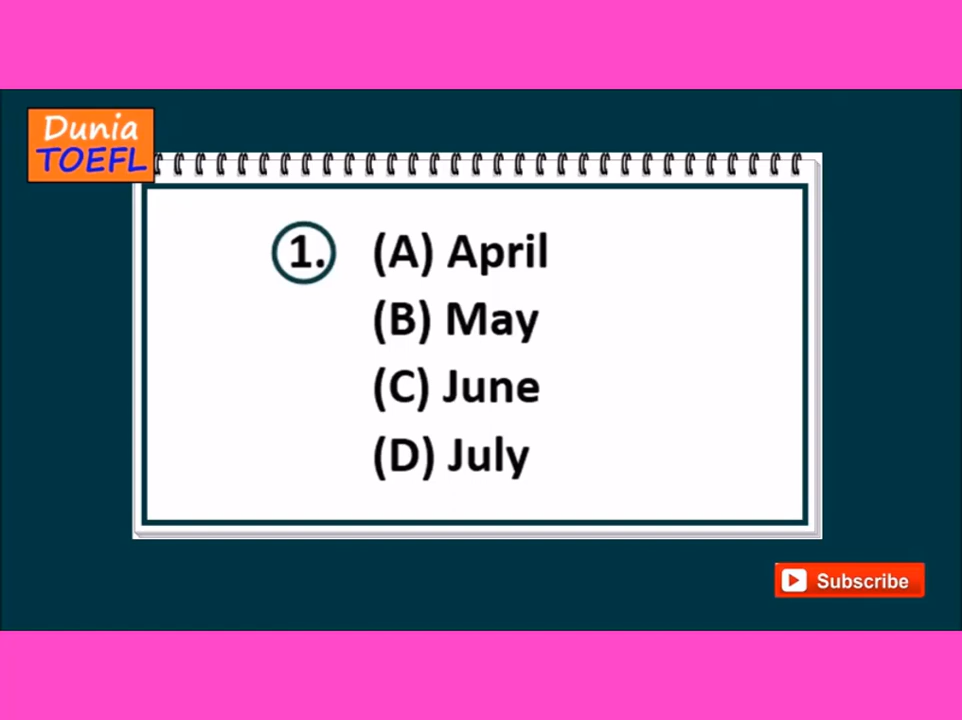 Dunia
TOEFL
1. (A) April
(B) May
(C) June
(D) July
Subscribe